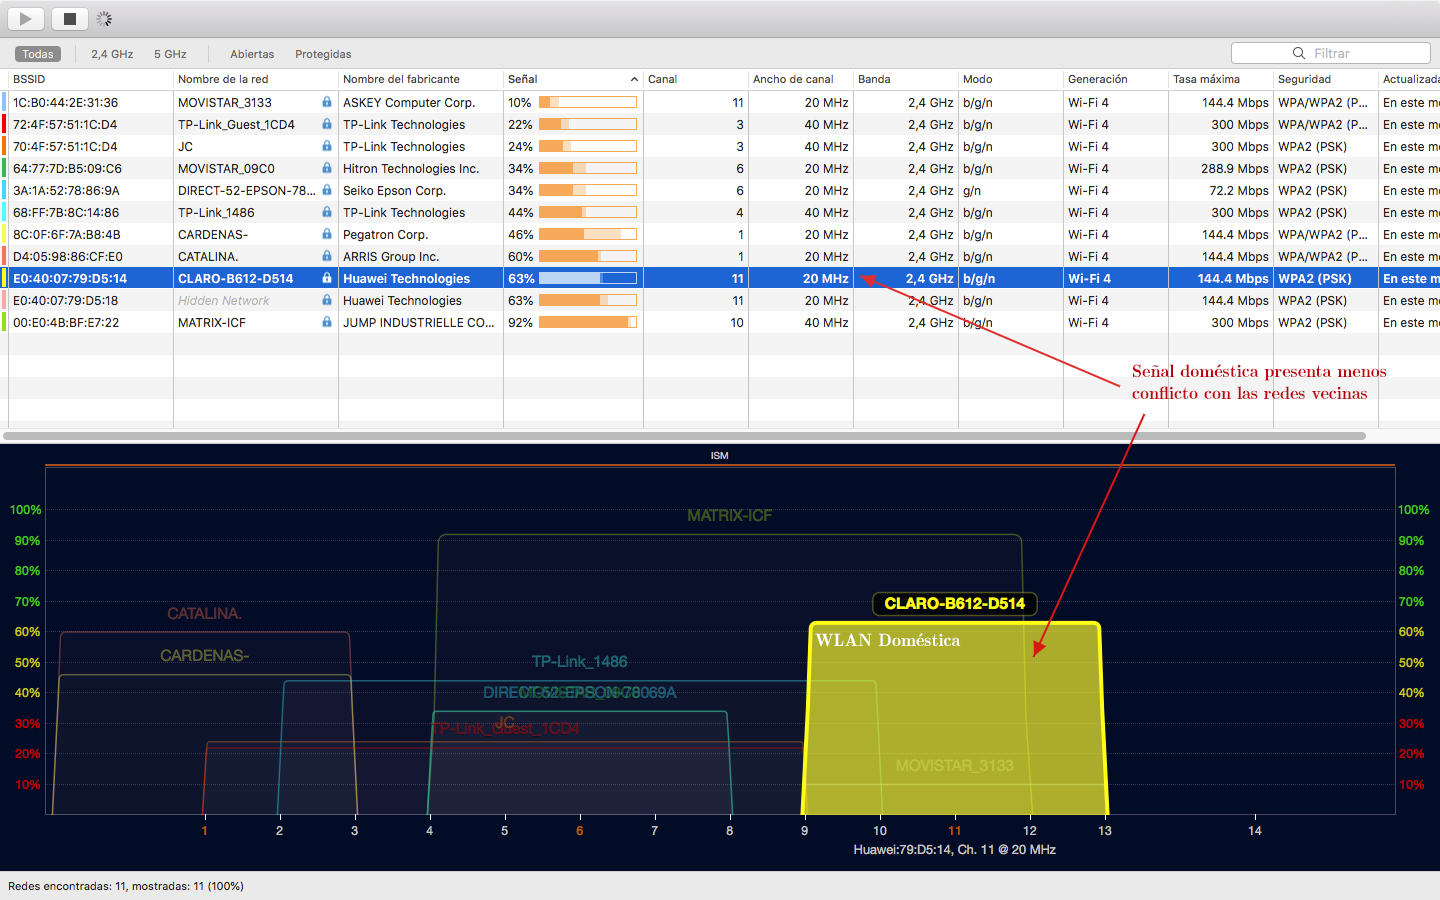 Todas 2,4 GHz 5 GHz Abiertas Protegidas Filtrar
BSSID Nombre de la red Nombre del fabricante Señal Canal Ancho de canal Banda Modo Generación Tasa máxima Seguridad Actualizada
1C:B0:44:2E:31:36 MOVISTAR_3133 ASKEY Computer Corp. 10% 11 20 MHz 2,4 GHz b/g/n Wi-Fi 4 144.4 Mbps WPA/WPA2 (P... En este m
72:4F:57:51:1C:D4 TP-Link_Guest_1CD4 TP-Link Technologies 22% 3 40 MHz 2,4 GHz b/g/n Wi-Fi 4 300 Mbps WPA/WPA2 (P... En este m
70:4F:57:51:1C:D4 JC TP-Link Technologies 24% 3 40 MHz 2,4 GHz b/g/n Wi-Fi 4 300 Mbps WPA2 (PSK) En este m
64:77:7D:B5:09:C6 MOVISTAR_09C0 Hitron Technologies Inc. 34% 6 20 MHz 2,4 GHz b/g/n Wi-Fi 4 288.9 Mbps WPA2 (PSK) En este m
3A:1A:52:78:86:9A DIRECT-52-EPSON-78... Seiko Epson Corp. 34% 6 20 MHz 2,4 GHz g/n Wi-Fi 4 72.2 Mbps WPA2 (PSK) En este m
68:FF:7B:8C:14:86 TP-Link_1486 TP-Link Technologies 44% 4 40 MHz 2,4 GHz b/g/n Wi-Fi 4 300 Mbps WPA2 (PSK) En este m
8C:0F:6F:7A:B8:4B CARDENAS- Pegatron Corp. 46% 1 20 MHz 2,4 GHz b/g/n Wi-Fi 4 144.4 Mbps WPA/WPA2 (P... En este m
D4:05:98:86:CF:E0 CATALINA. ARRIS Group Inc. 60% 1 20 MHz 2,4 GHz b/g/n Wi-Fi 4 144.4 Mbps WPA/WPA2 (P... En este m
E0:40:07:79:D5:14 CLARO-B612-D514 Huawei Technologies 63% 11 20 MHz 2,4 GHz b/g/n Wi-Fi 4 144.4 Mbps WPA2 (PSK) En este m
E0:40:07:79:D5:18 Hidden Network Huawei Technologies 63% 11 20 MHz 2,4 GHz b/g/n Wi-Fi 4 144.4 Mbps WPA2 (PSK) En este m
00:E0:4B:BF:E7:22 MATRIX-ICF JUMP INDUSTRIELLE CO... 92% 10 40 MHz 2,4 GHz b/g/n Wi-Fi 4 300 Mbps WPA2 (PSK) En este m
Señal doméstica presenta menos
conflicto con las redes vecinas
ISM
100% 100%
MATRIX-ICF
90% 90%
80% 80%
70% 70%
CLARO-B612-D514
CATALINA.
60% 60%
WLAN Doméstica
CARDENAS-
50% TP-Link_1486 50%
40% DIRECT-52-EPSON-78069A 40%
30% JC 30%
TP-Link_Guest_1CD4
20% 20%
MOVISTAR_3133
10% 10%
1 2 3 4 5 6 7 8 9 10 11 12 13 14
Huawei:79:D5:14, Ch. 11 @ 20 MHz
Redes encontradas: 11, mostradas: 11 (100%)